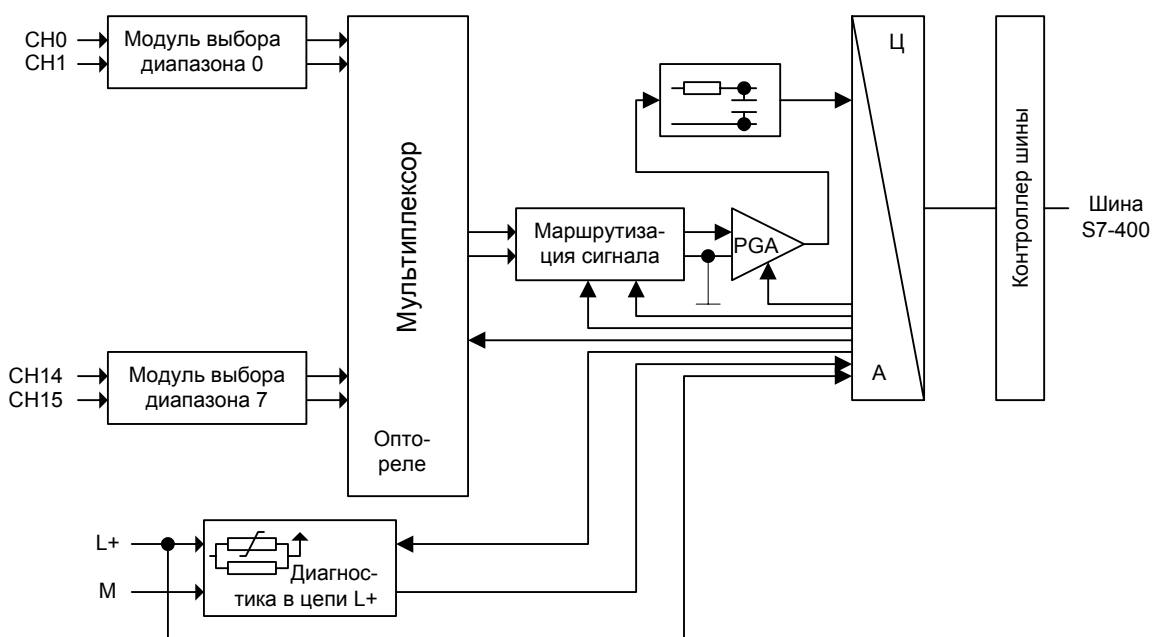 CH0
CH1
Модуль выбора
диапазона 0
Мультиплексор
Опто-
реле
Маршрутиза-
ция сигнала
PGA
Ц
А
Контроллер шины
Шина
S7-400
CH14
CH15
Модуль выбора
диапазона 7
L+
M
Диагнос-
тика в цепи L+